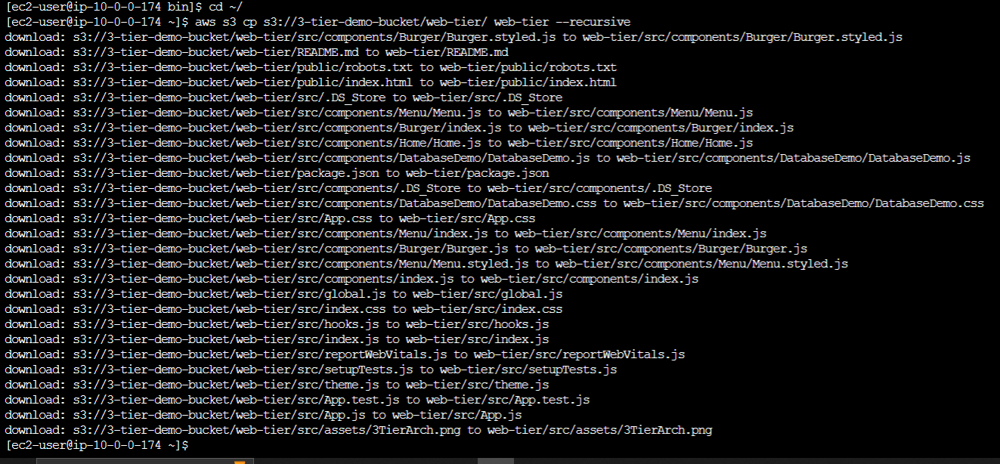 [ec2-user@ip-10-0-0-174 bin]$ cd ~/
[ec2-user@ip-10-0-0-174 ~]$ aws s3 cp s3://3-tier-demo-bucket/web-tier/ web-tier --recursive
download: s3://3-tier-demo-bucket/web-tier/src/components/Burger/Burger.styled.js to web-tier/src/components/Burger/Burger.styled.js
download: s3://3-tier-demo-bucket/web-tier/README.md to web-tier/README.md
download: s3://3-tier-demo-bucket/web-tier/public/robots.txt to web-tier/public/robots.txt
download: s3://3-tier-demo-bucket/web-tier/public/index.html to web-tier/public/index.html
download: s3://3-tier-demo-bucket/web-tier/src/.DS_Store to web-tier/src/.DS_Store
download: s3://3-tier-demo-bucket/web-tier/src/components/Menu/Menu.js to web-tier/src/components/Menu/Menu.js
download: s3://3-tier-demo-bucket/web-tier/src/components/Burger/index.js to web-tier/src/components/Burger/index.js
download: s3://3-tier-demo-bucket/web-tier/src/components/Home/Home.js to web-tier/src/components/Home/Home.js
download: s3://3-tier-demo-bucket/web-tier/src/components/DatabaseDemo/DatabaseDemo.js to web-tier/src/components/DatabaseDemo/DatabaseDemo.js
download: s3://3-tier-demo-bucket/web-tier/package.json to web-tier/package.json
download: s3://3-tier-demo-bucket/web-tier/src/components/.DS_Store to web-tier/src/components/.DS_Store
download: s3://3-tier-demo-bucket/web-tier/src/components/DatabaseDemo/DatabaseDemo.css to web-tier/src/components/DatabaseDemo/DatabaseDemo.css
download: s3://3-tier-demo-bucket/web-tier/src/App.css to web-tier/src/App.css
download: s3://3-tier-demo-bucket/web-tier/src/components/Menu/index.js to web-tier/src/components/Menu/index.js
download: s3://3-tier-demo-bucket/web-tier/src/components/Burger/Burger.js to web-tier/src/components/Burger/Burger.js
download: s3://3-tier-demo-bucket/web-tier/src/components/Menu/Menu.styled.js to web-tier/src/components/Menu/Menu.styled.js
download: s3://3-tier-demo-bucket/web-tier/src/components/index.js to web-tier/src/components/index.js
download: s3://3-tier-demo-bucket/web-tier/src/global.js to web-tier/src/global.js
download: s3://3-tier-demo-bucket/web-tier/src/index.css to web-tier/src/index.css
download: s3://3-tier-demo-bucket/web-tier/src/hooks.js to web-tier/src/hooks.js
download: s3://3-tier-demo-bucket/web-tier/src/index.js to web-tier/src/index.js
download: s3://3-tier-demo-bucket/web-tier/src/reportWebVitals.js to web-tier/src/reportWebVitals.js
download: s3://3-tier-demo-bucket/web-tier/src/setupTests.js to web-tier/src/setupTests.js
download: s3://3-tier-demo-bucket/web-tier/src/theme.js to web-tier/src/theme.js
download: s3://3-tier-demo-bucket/web-tier/src/App.test.js to web-tier/src/App.test.js
download: s3://3-tier-demo-bucket/web-tier/src/App.js to web-tier/src/App.js
download: s3://3-tier-demo-bucket/web-tier/src/assets/3TierArch.png to web-tier/src/assets/3TierArch.png
[ec2-user@ip-10-0-0-174 ~]$